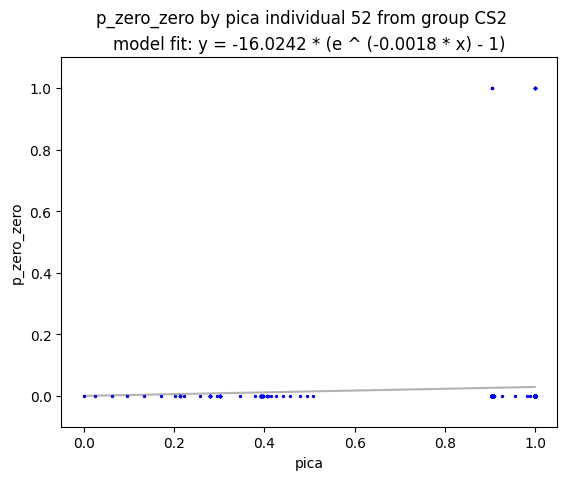 p_zero_zero by pica individual 52 from group CS2
model fit: y = -16.0242 * (e ^ (-0.0018 * x) - 1)
1.0
0.8
0.6
0.4
0.2
0.0
p_zero_zero
0.0 0.2 0.4 0.6 0.8 1.0
pica